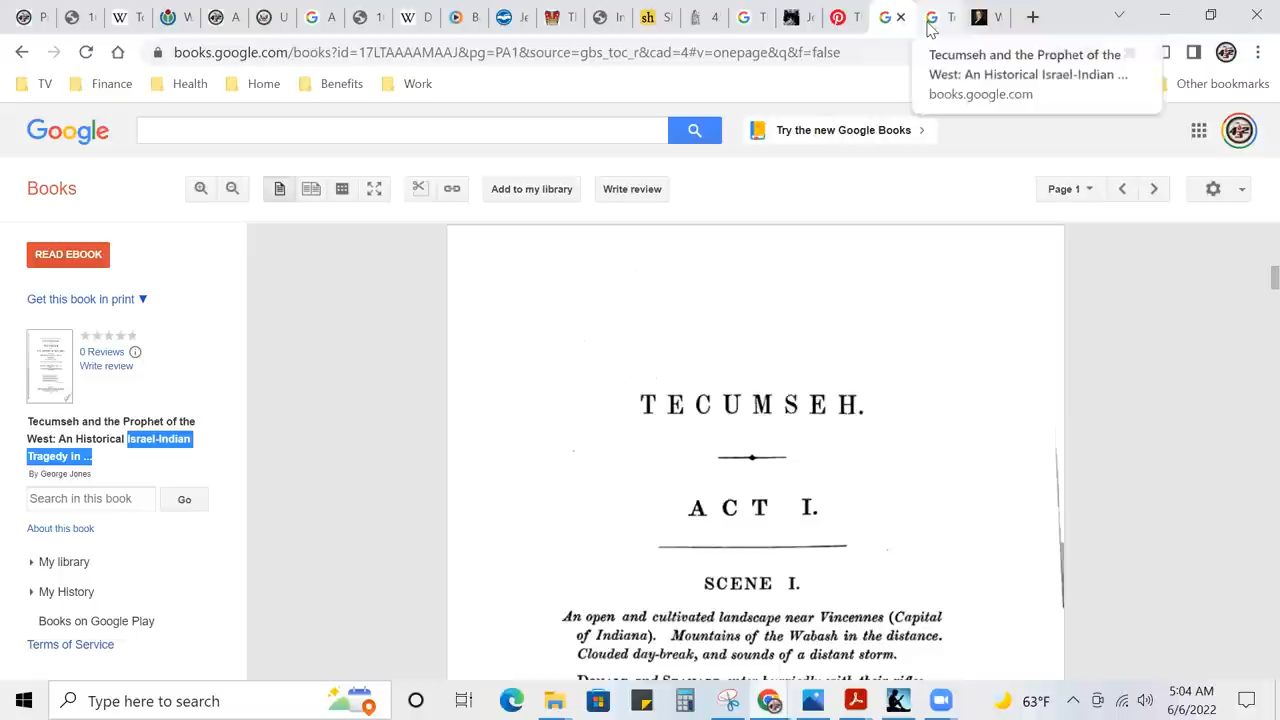 W
P
W
A
A
1
W
D
B
Je
T
In
sh
S
4
T
T
T
W
books.google.com/books?id=17LTAAAAMAAJ&pg=PA1&source=gbs_toc_r&cad=4#v=onepage&q&f=false
Tecumseh and the Prophet of the
West: An Historical Israel-Indian ...
books.google.com
TV
Finance
Health
Home
Benefits
Work
Other bookmarks
Google
Try the new Google Books
Books
Add to my library
Write review
Page 1
READ EBOOK
Get this book in print ▼
0 Reviews
Write review
Tecumseh and the Prophet of the
West: An Historical Israel-Indian
Tragedy in ...
By George Jones
Search in this book
Go
About this book
My library
My History
Books on Google Play
Terms of Service
TECUMSEH.
ACT I.
SCENE I.
An open and cultivated landscape near Vincennes (Capital
of Indiana). Mountains of the Wabash in the distance.
Clouded day-break, and sounds of a distant storm.
Type here to search
63°F
5:04 AM
6/6/2022